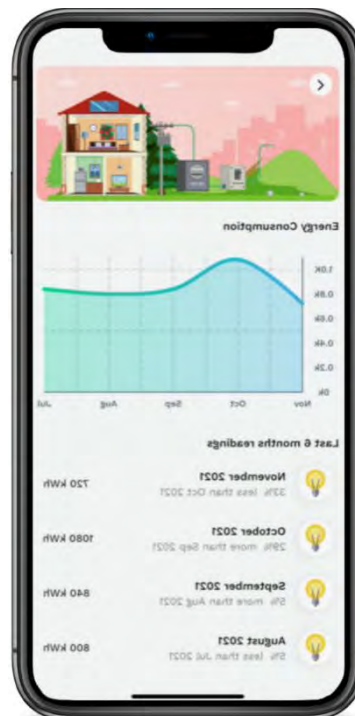 Energy Consumption
1.0K
0.8k
0.6k
0.4k
0.2k
0k
Nov Oct Sep Aug Jul
Last 6 months readings
November 2021
33% less than Oct 2021
720 kWh
October 2021
29% more than Sep 2021
1080 kWh
September 2021
5% more than Aug 2021
840 kWh
August 2021
5% less than Jul 2021
800 kWh